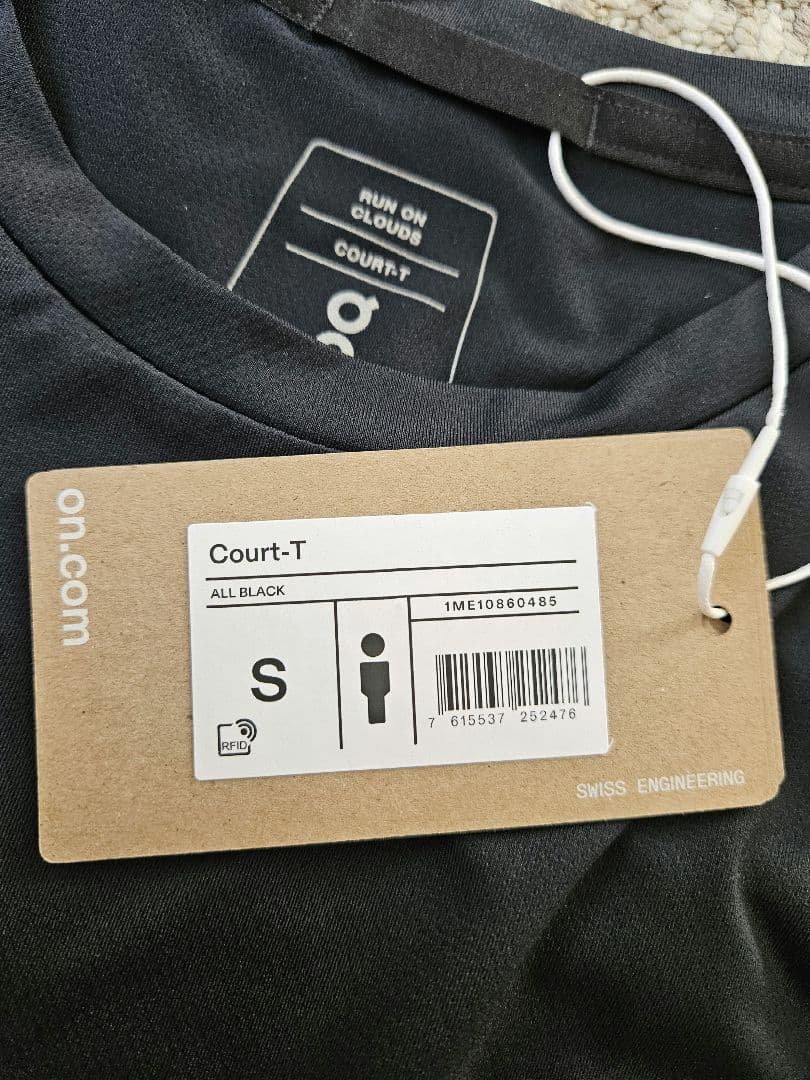 RUN ON
CLOUDS
COURT-T
on.com
Court-T
ALL BLACK
1ME10860485
S
RFID
7 615537 252476
SWISS ENGINEERING